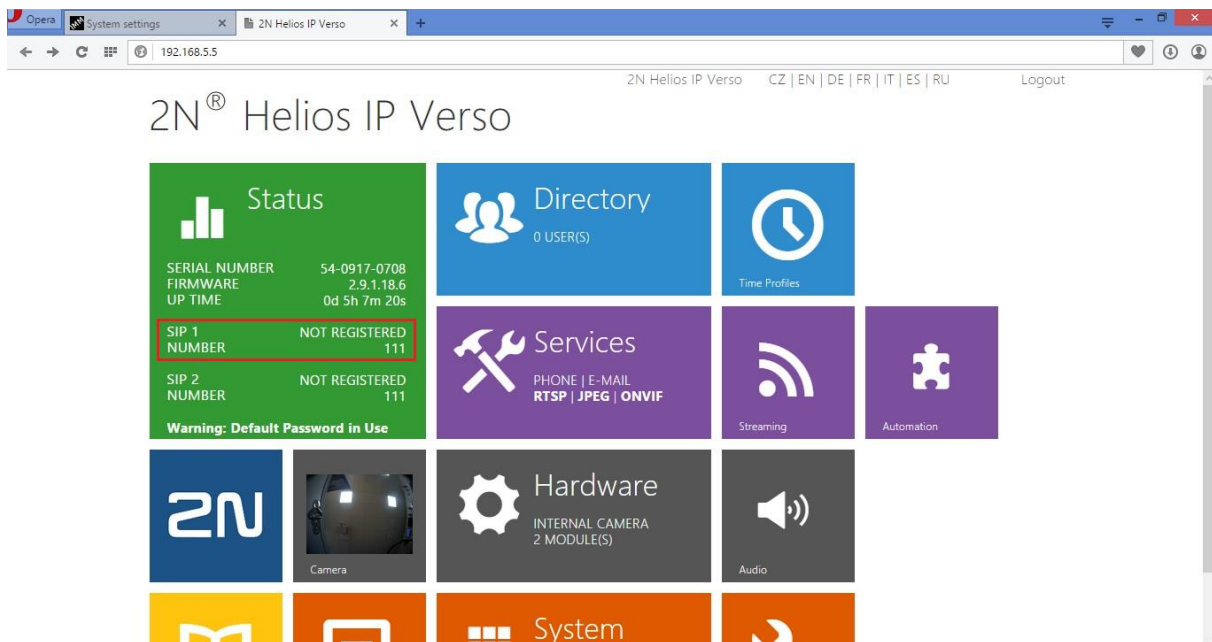 Opera
System settings
2N Helios IP Verso
192.168.5.5
2N Helios IP Verso CZ | EN | DE | FR | IT | ES | RU Logout
2N® Helios IP Verso
Status
SERIAL NUMBER 54-0917-0708
FIRMWARE 2.9.1.18.6
UP TIME 0d 5h 7m 20s
SIP 1 NOT REGISTERED
NUMBER 111
SIP 2 NOT REGISTERED
NUMBER 111
Warning: Default Password in Use
Directory
0 USER(S)
Time Profiles
Services
PHONE | E-MAIL
RTSP | JPEG | ONVIF
Streaming
Automation
2N
Camera
Hardware
INTERNAL CAMERA
2 MODULE(S)
Audio
System